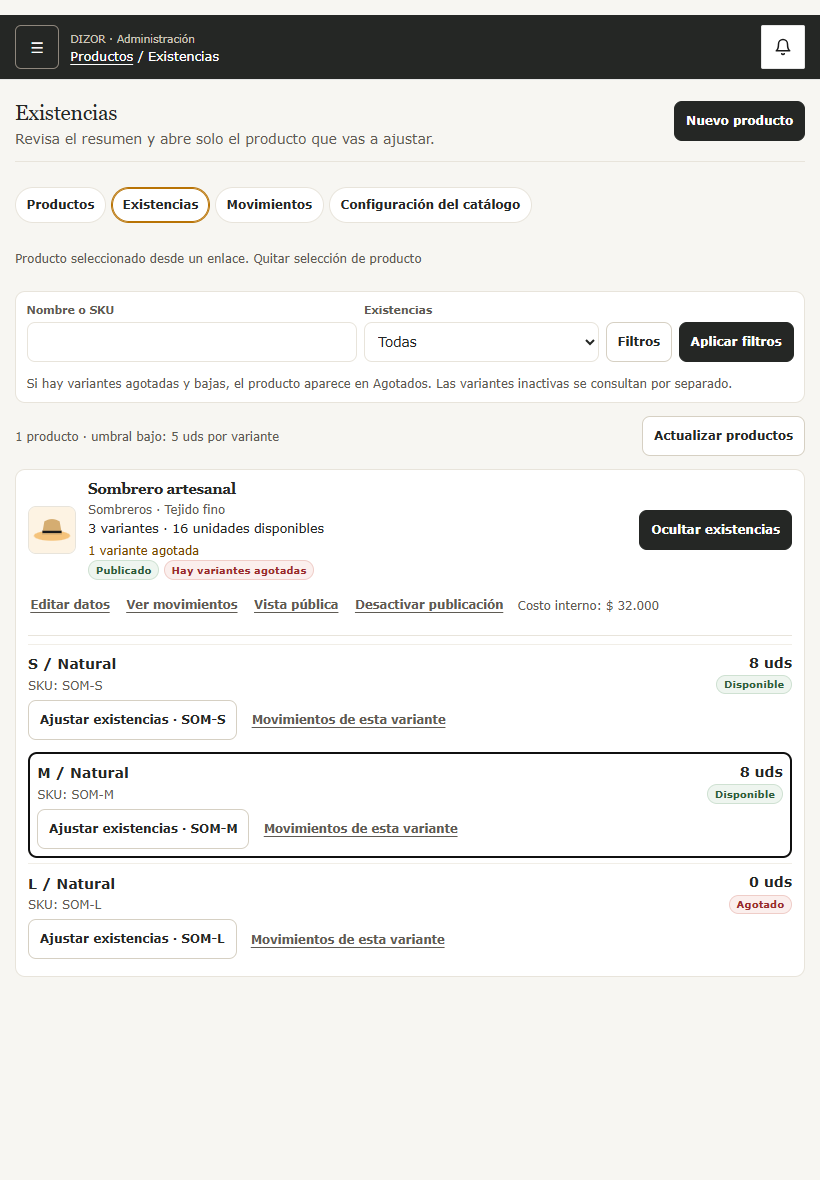 ☰
DIZOR · Administración
Productos / Existencias
Existencias
Revisa el resumen y abre solo el producto que vas a ajustar.
Nuevo producto
Productos
Existencias
Movimientos
Configuración del catálogo
Producto seleccionado desde un enlace. Quitar selección de producto
Nombre o SKU
Existencias
Todas
Filtros
Aplicar filtros
Si hay variantes agotadas y bajas, el producto aparece en Agotados. Las variantes inactivas se consultan por separado.
1 producto · umbral bajo: 5 uds por variante
Actualizar productos
Sombrero artesanal
Sombreros · Tejido fino
3 variantes · 16 unidades disponibles
1 variante agotada
Publicado
Hay variantes agotadas
Ocultar existencias
Editar datos
Ver movimientos
Vista pública
Desactivar publicación
Costo interno: $ 32.000
S / Natural
8 uds
SKU: SOM-S
Disponible
Ajustar existencias · SOM-S
Movimientos de esta variante
M / Natural
8 uds
SKU: SOM-M
Disponible
Ajustar existencias · SOM-M
Movimientos de esta variante
L / Natural
0 uds
SKU: SOM-L
Agotado
Ajustar existencias · SOM-L
Movimientos de esta variante